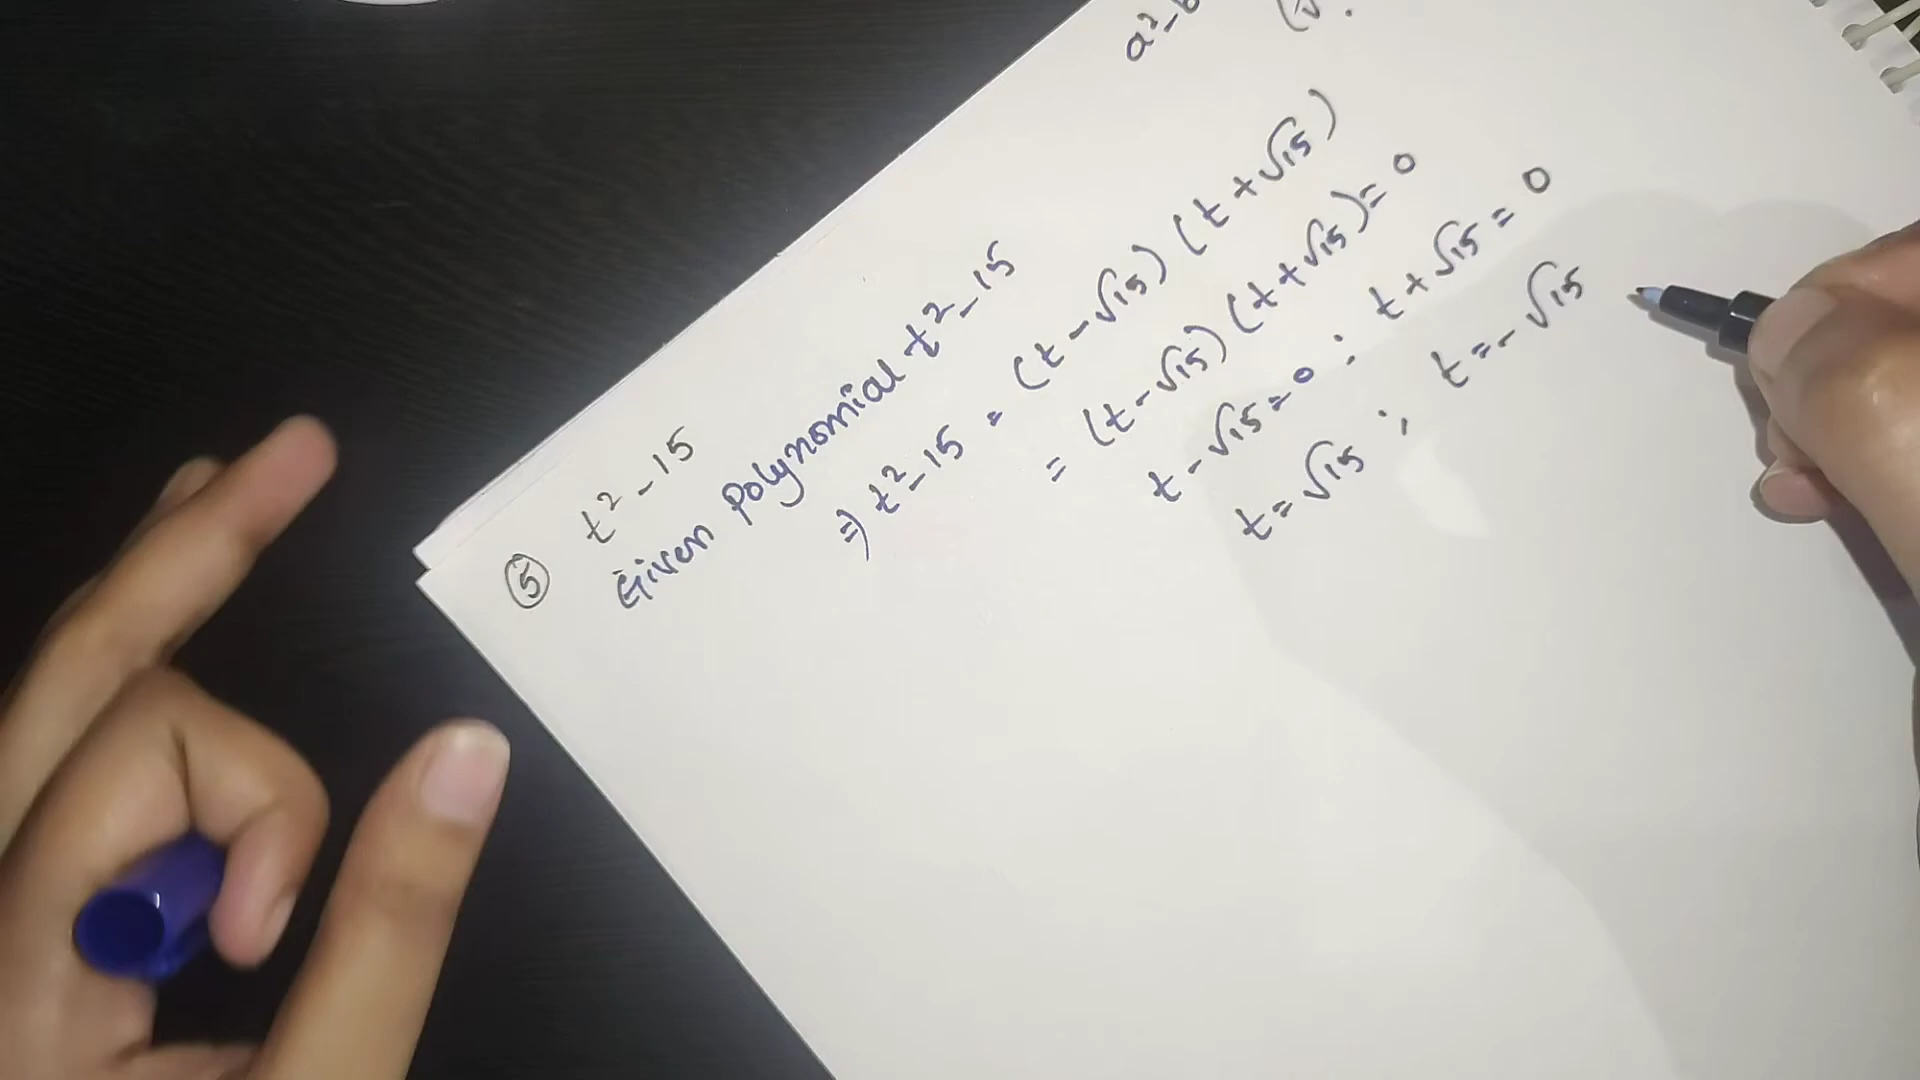 a²-b
(√
⑤ t²-15
Given polynomial t²-15
⇒ t²-15 = (t-√15) (t+√15)
= (t-√15) (t+√15) = 0
t-√15=0 : t+√15=0
t=√15 ; t=-√15